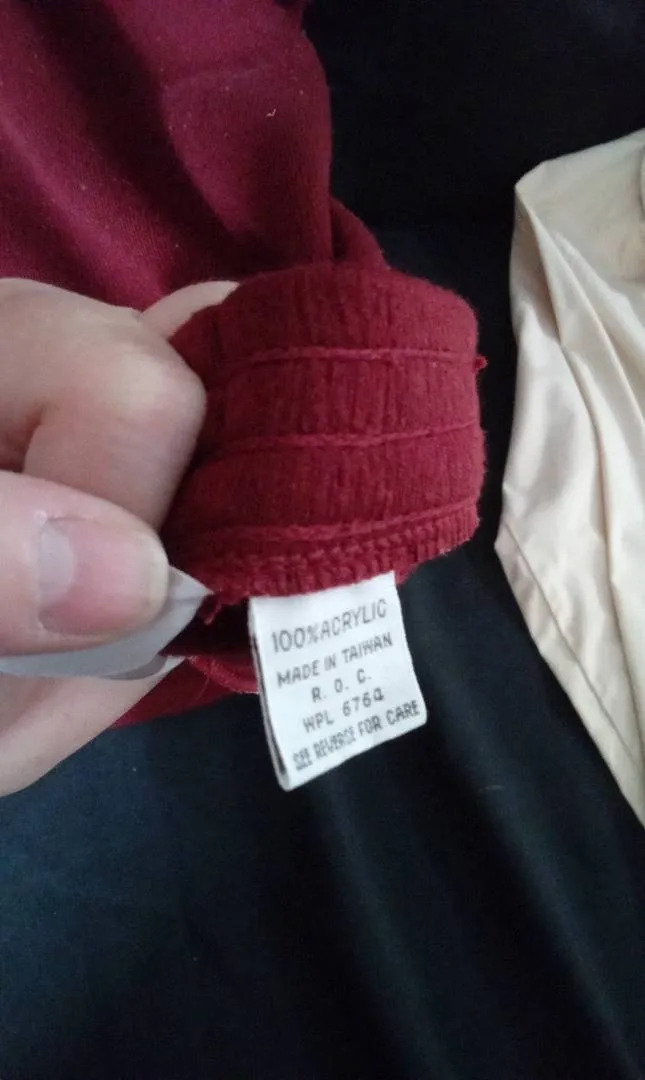 100% ACRYLIC
MADE IN TAIWAN
R. O. C.
WPL 6764
SEE REVERSE FOR CARE